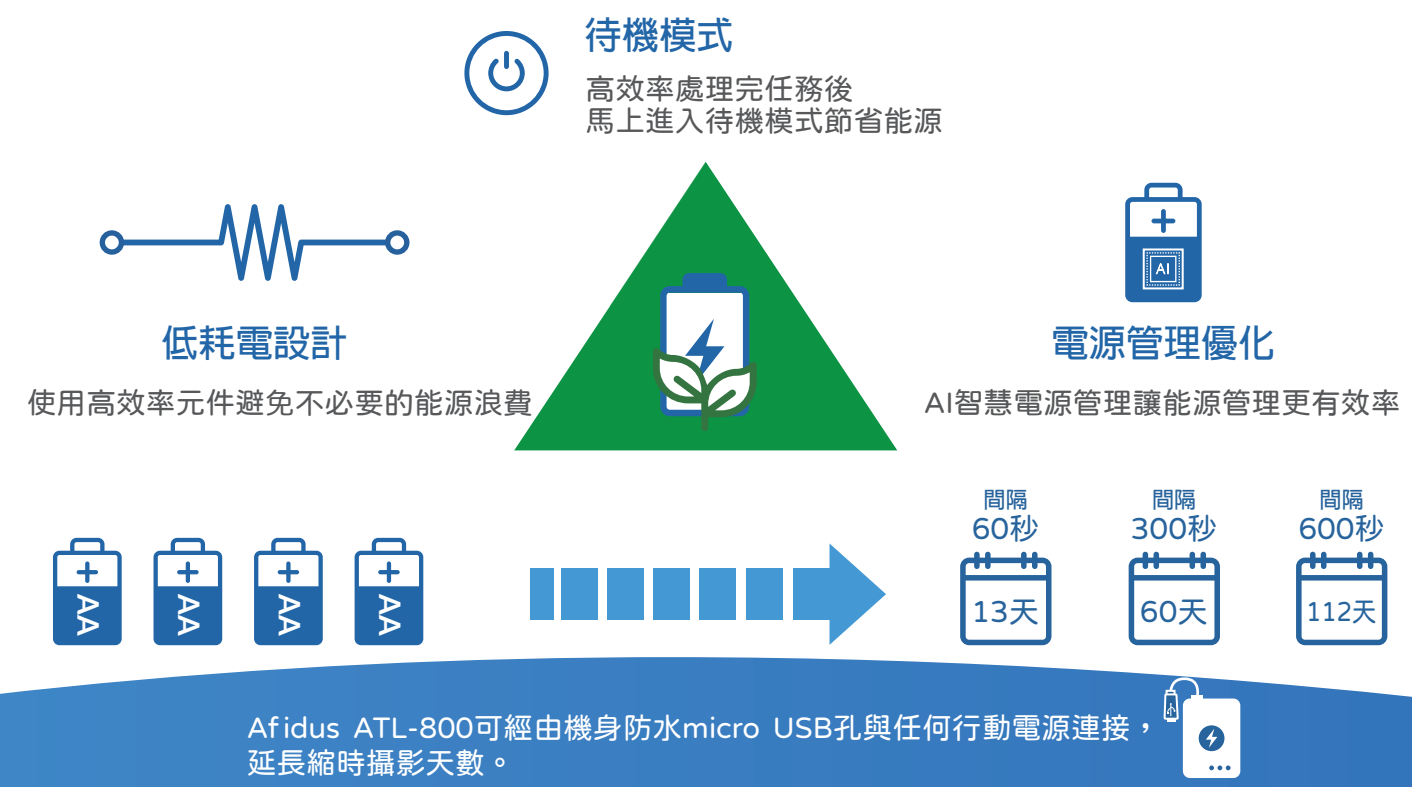 待機模式
高效率處理完任務後
馬上進入待機模式節省能源
低耗電設計
使用高效率元件避免不必要的能源浪費
AI
電源管理優化
AI智慧電源管理讓能源管理更有效率
AA AA AA AA
間隔 間隔 間隔
60秒 300秒 600秒
13天 60天 112天
Afidus ATL-800可經由機身防水micro USB孔與任何行動電源連接，
延長縮時攝影天數。